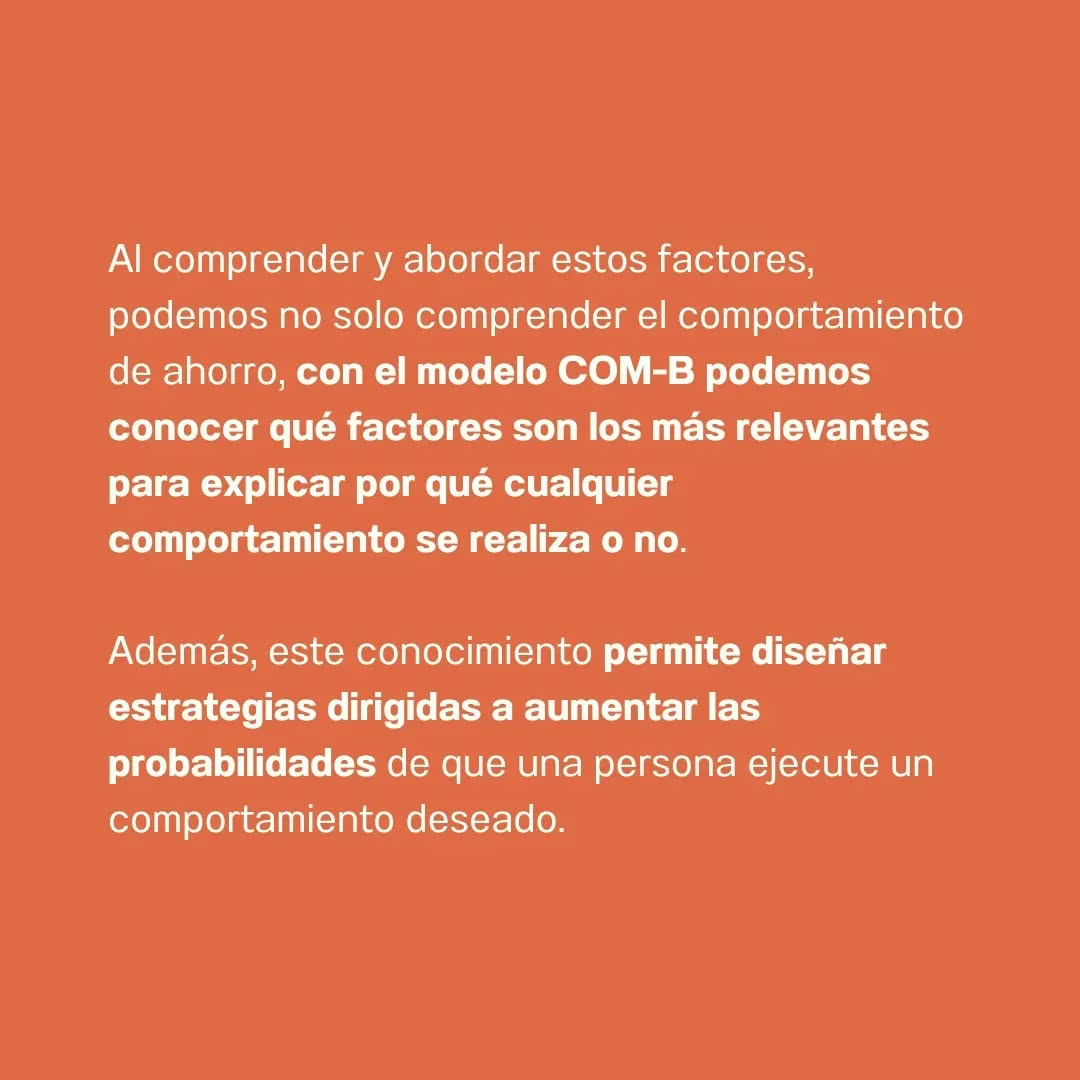 Al comprender y abordar estos factores,
podemos no solo comprender el comportamiento
de ahorro, con el modelo COM-B podemos
conocer qué factores son los más relevantes
para explicar por qué cualquier
comportamiento se realiza o no.
Además, este conocimiento permite diseñar
estrategias dirigidas a aumentar las
probabilidades de que una persona ejecute un
comportamiento deseado.